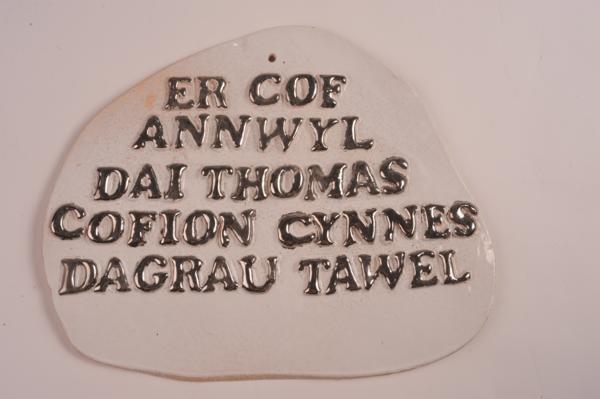 ER COF
ANNWYL
DAI THOMAS
COFION CYNNES
DAGRAU TAWEL